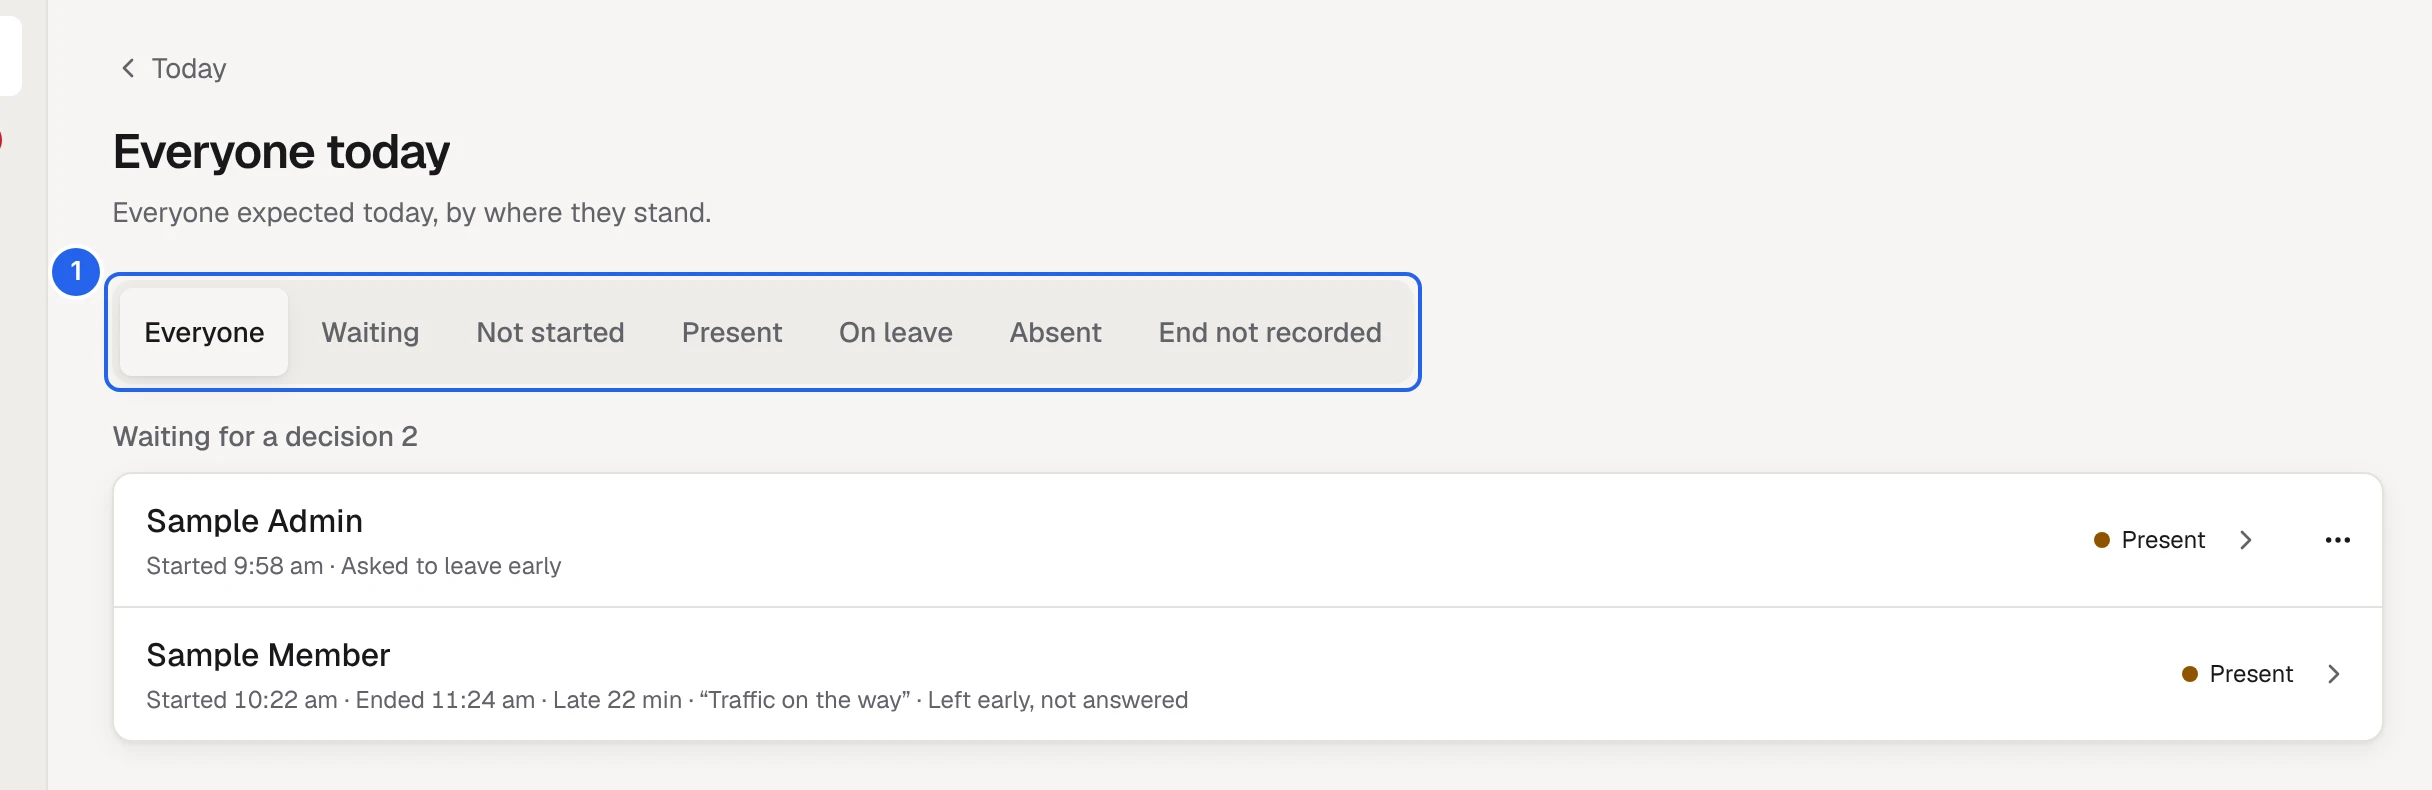 Today
Everyone today
Everyone expected today, by where they stand.
1
Everyone Waiting Not started Present On leave Absent End not recorded
Waiting for a decision 2
Sample Admin
Started 9:58 am · Asked to leave early
Present
Sample Member
Started 10:22 am · Ended 11:24 am · Late 22 min · “Traffic on the way” · Left early, not answered
Present